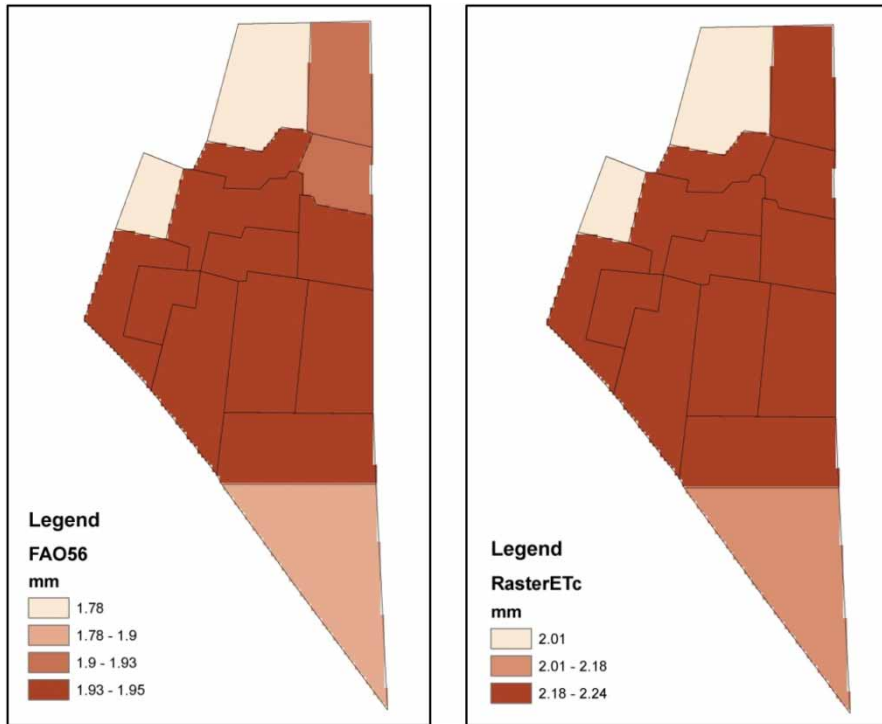 Legend
FAO56
mm
1.78
1.78 - 1.9
1.9 - 1.93
1.93 - 1.95
Legend
RasterETc
mm
2.01
2.01 - 2.18
2.18 - 2.24